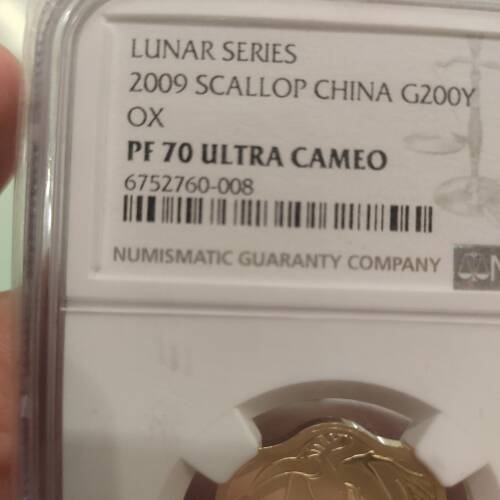 LUNAR SERIES
2009 SCALLOP CHINA G200Y
OX
PF 70 ULTRA CAMEO
6752760-008
NUMISMATIC GUARANTY COMPANY
N